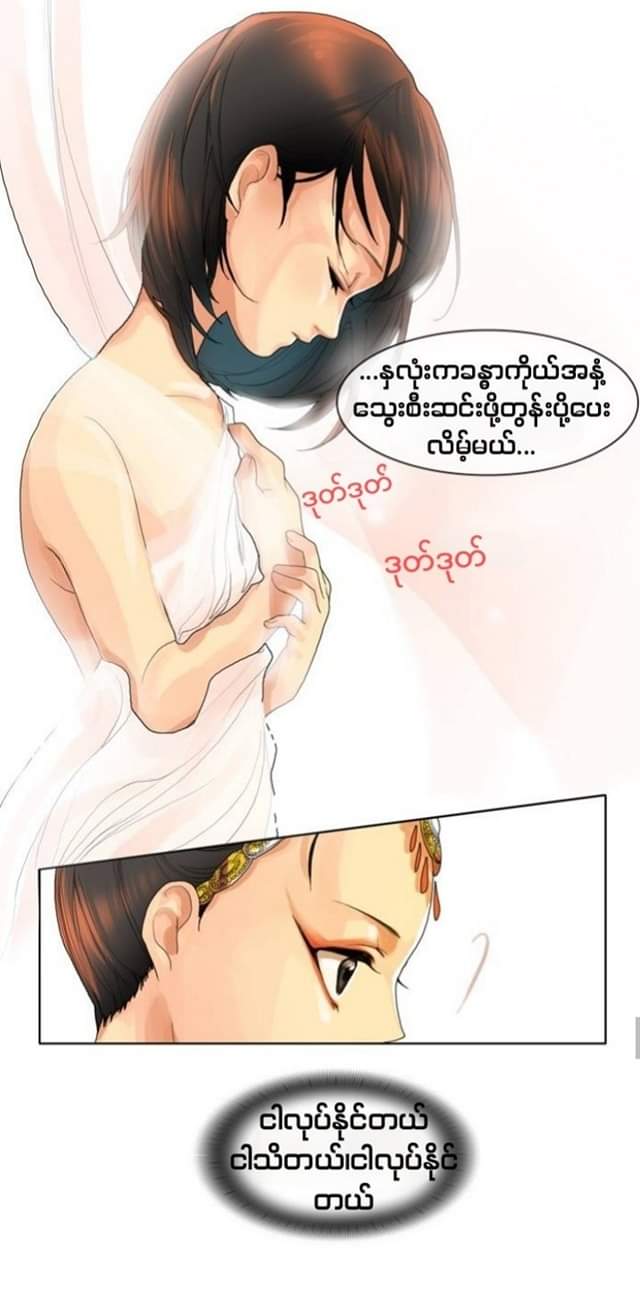 ...နှလုံးကခန္ဓာကိုယ်အနှံ့
သွေးစီးဆင်းဖို့တွန်းပို့ပေး
လိမ့်မယ်...
ဒုတ်ဒုတ်
ဒုတ်ဒုတ်
ငါလုပ်နိုင်တယ်
ငါသိတယ်၊ငါလုပ်နိုင်
တယ်